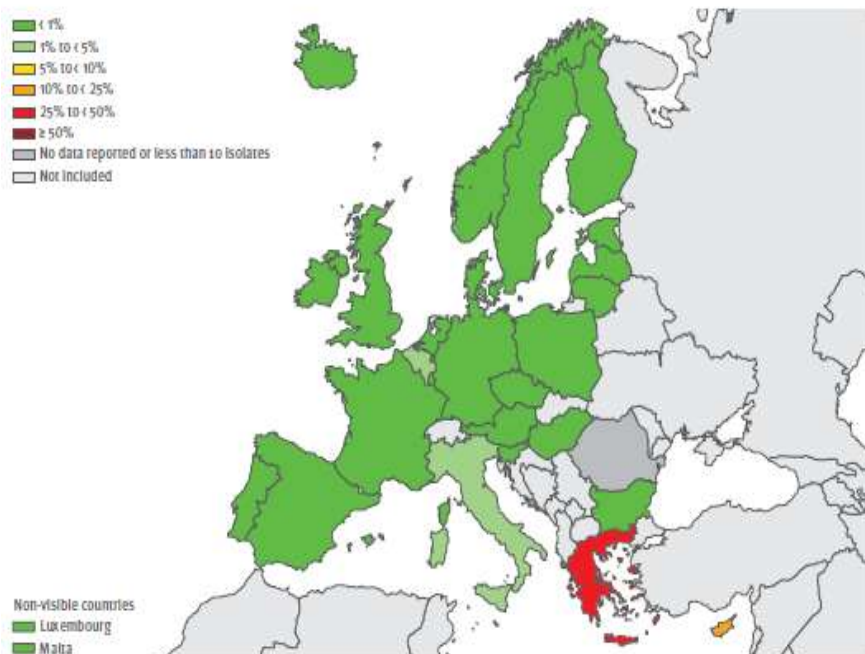 < 1%
1% to < 5%
5% to < 10%
10% to < 25%
25% to < 50%
≥ 50%
No data reported or less than 10 isolates
Not included
Non-visible countries
Luxembourg
Malta